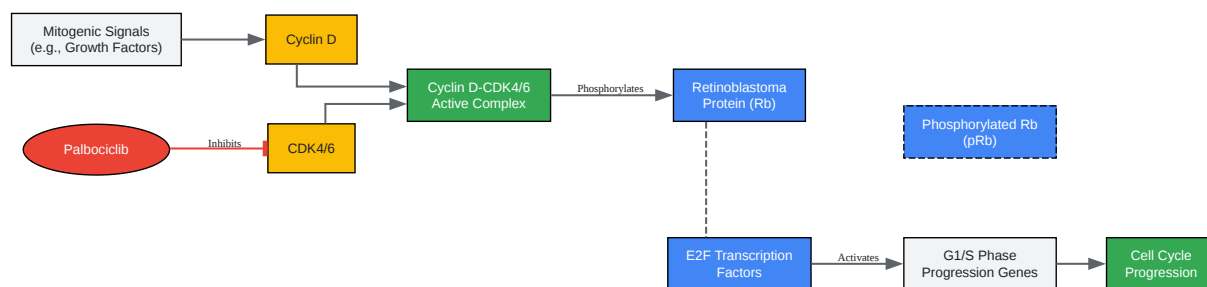 Mitogenic Signals
(e.g., Growth Factors)
Cyclin D
Cyclin D-CDK4/6
Active Complex
Phosphorylates
Retinoblastoma
Protein (Rb)
Phosphorylated Rb
(pRb)
Palbociclib
Inhibits
CDK4/6
E2F Transcription
Factors
Activates
G1/S Phase
Progression Genes
Cell Cycle
Progression